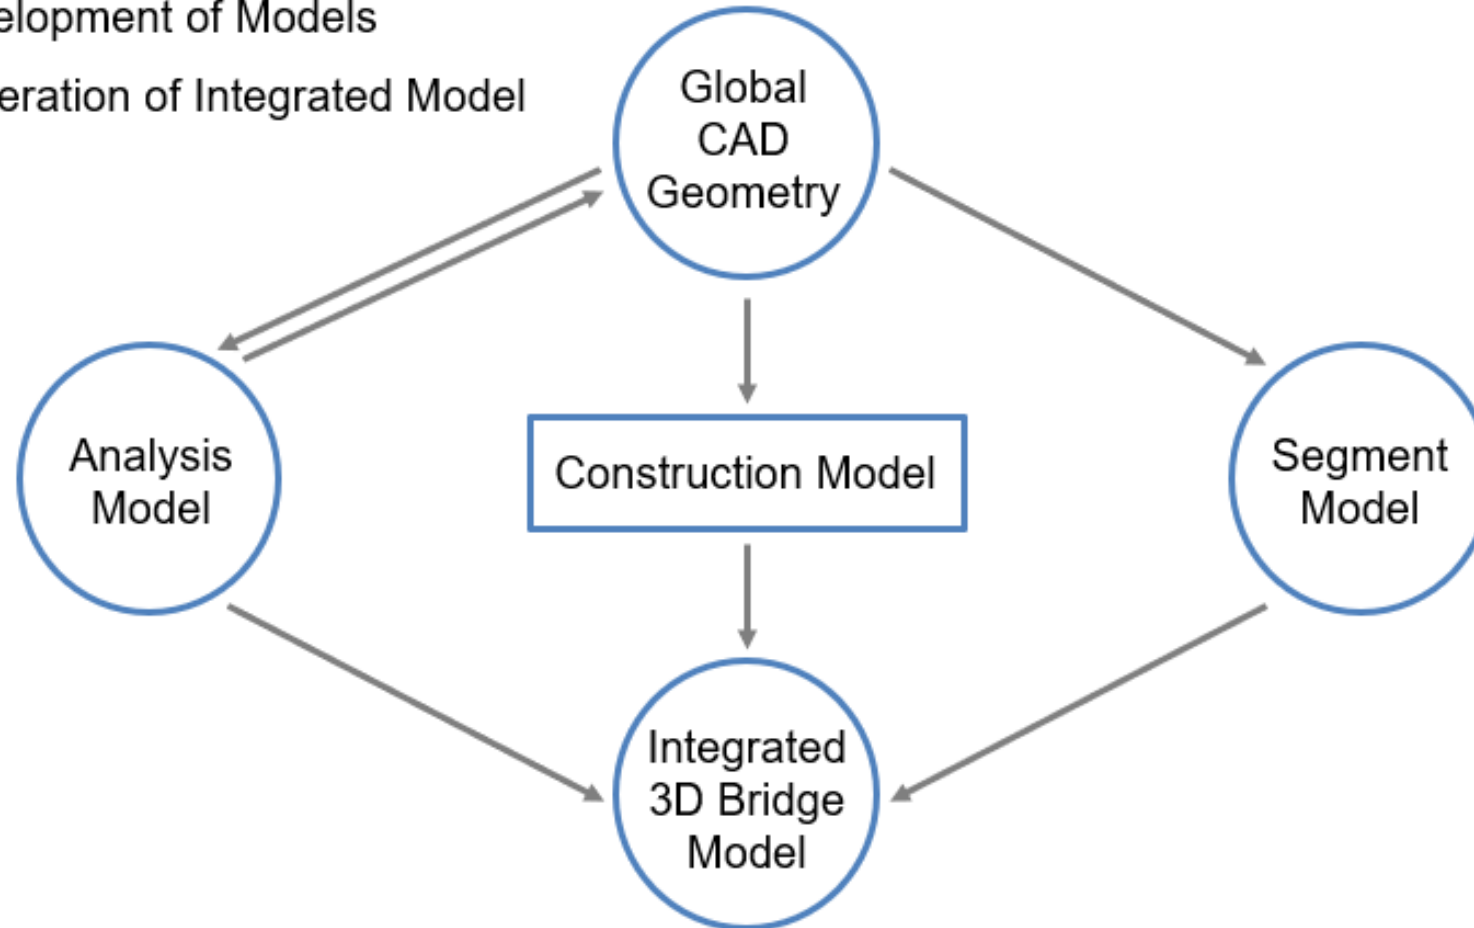 elopment of Models
eration of Integrated Model
Global
CAD
Geometry
Analysis
Model
Construction Model
Segment
Model
Integrated
3D Bridge
Model